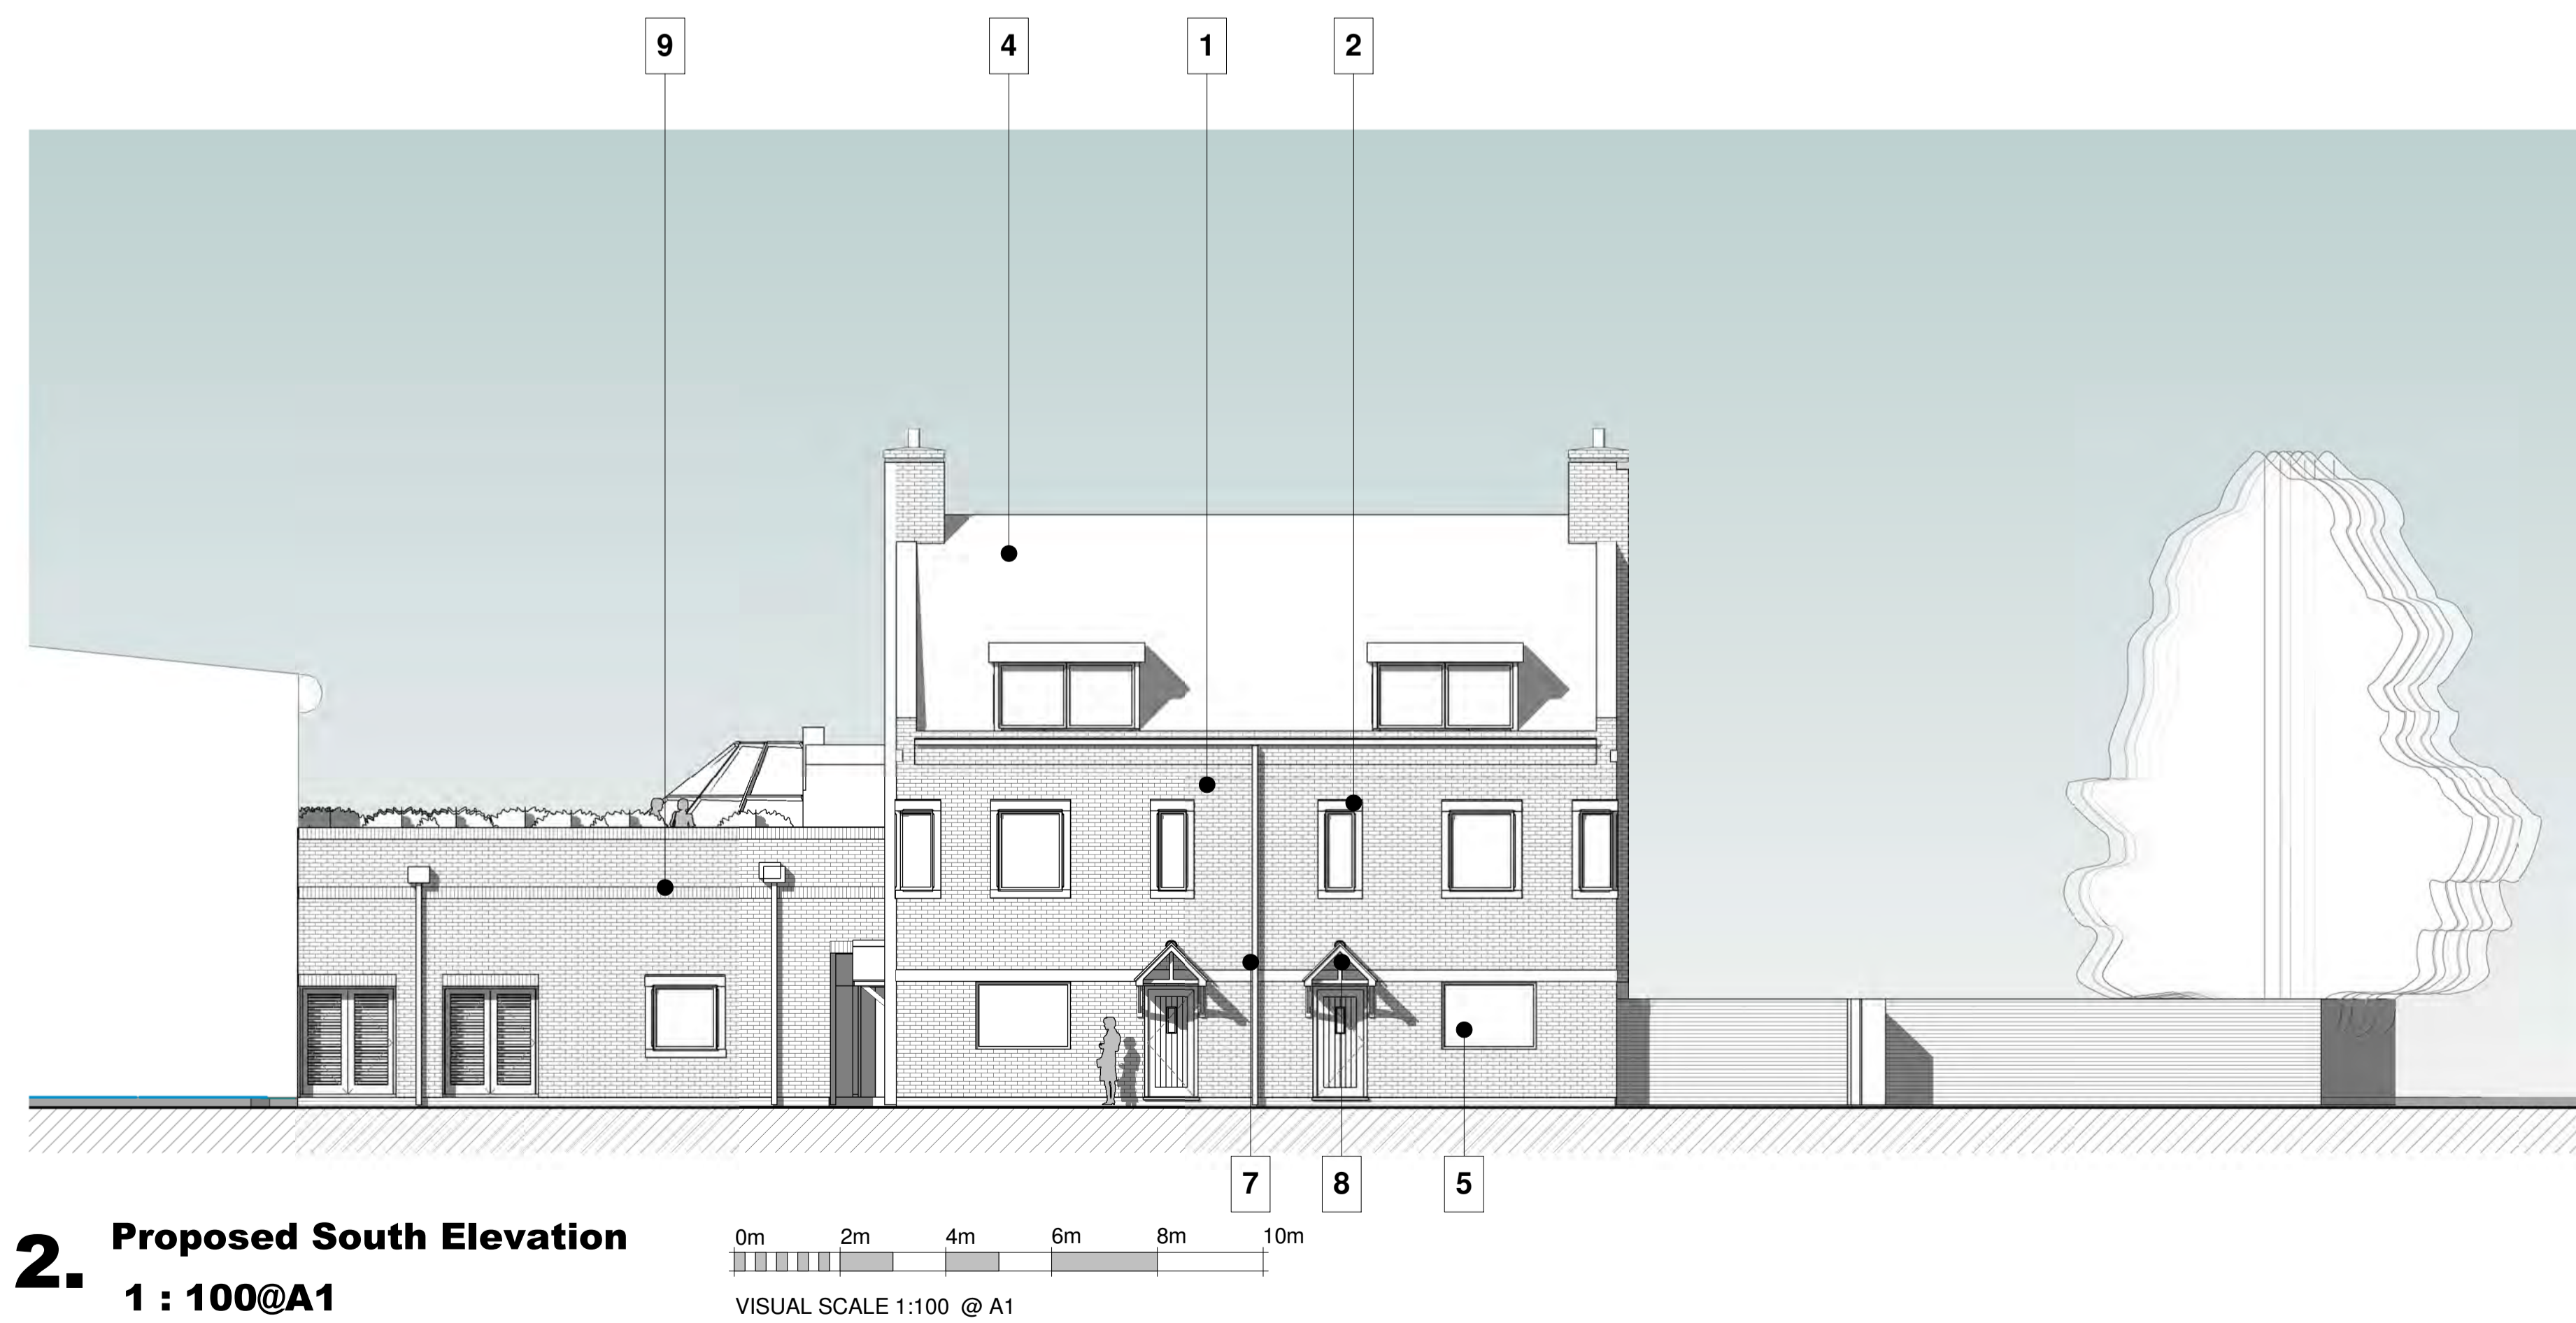 9 4 1 2
7 8 5
2. Proposed South Elevation
1 : 100@A1
0m 2m 4m 6m 8m 10m
VISUAL SCALE 1:100 @ A1